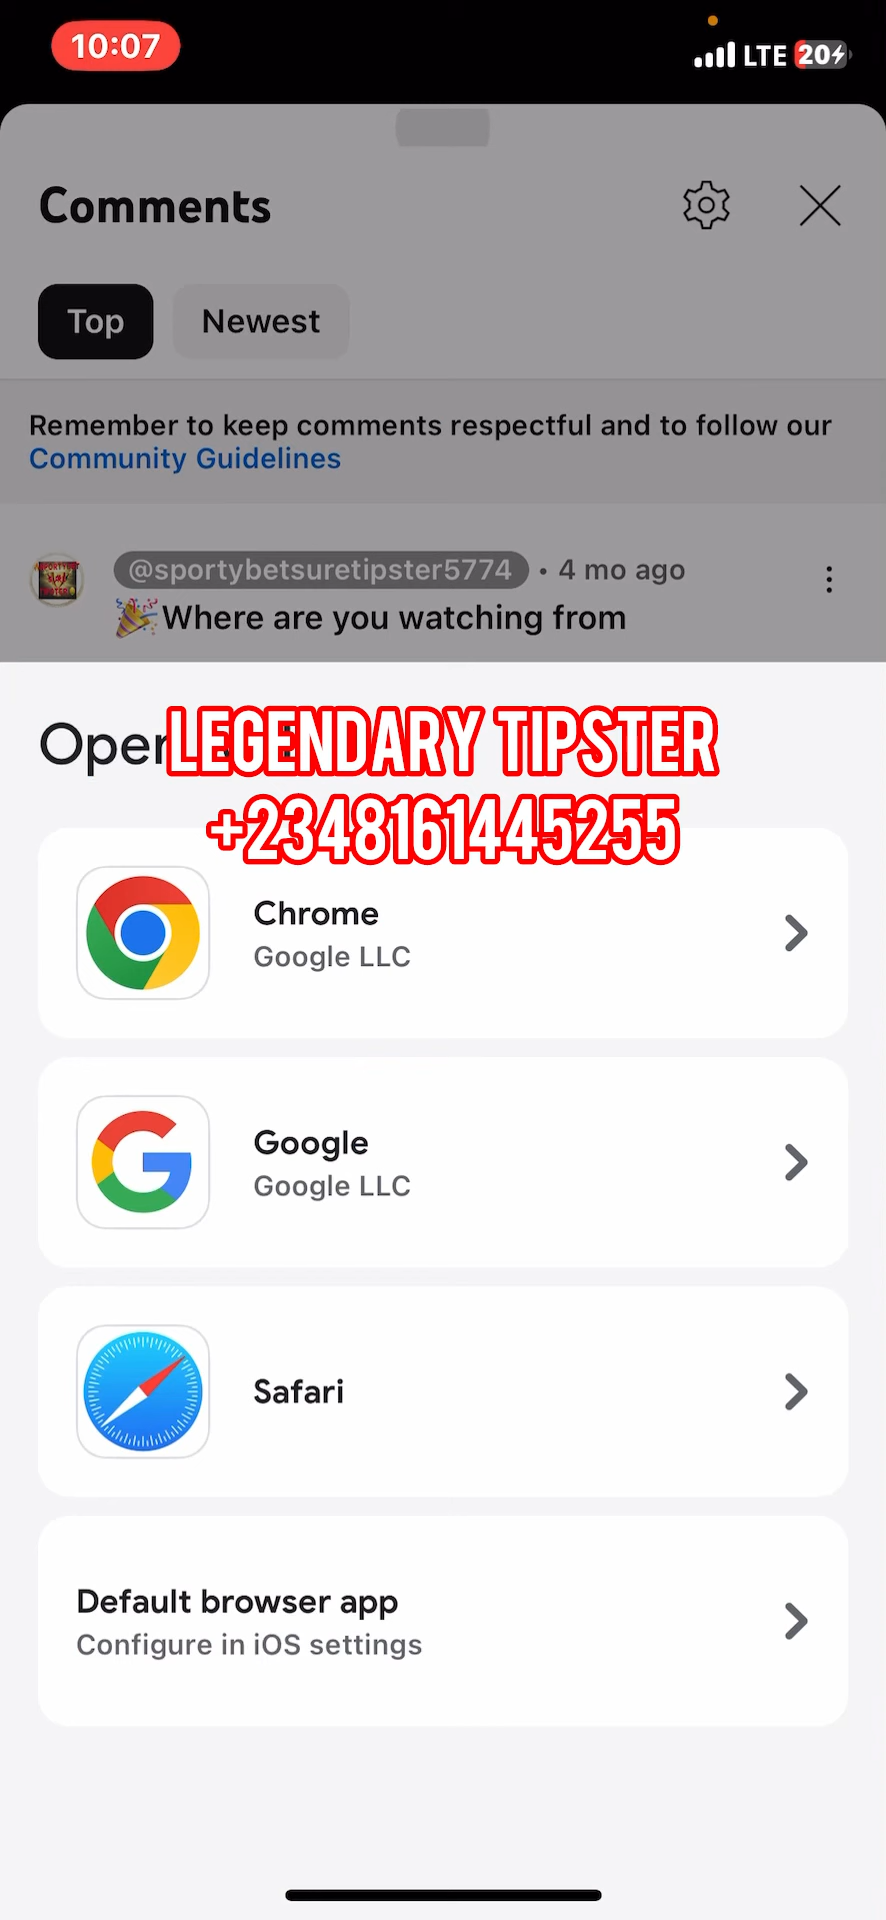 10:07
LTE 20
Comments
Top
Newest
Remember to keep comments respectful and to follow our
Community Guidelines
@sportybetsuretipster5774 • 4 mo ago
🎉Where are you watching from
LEGENDARY TIPSTER
+2348161445255
Chrome
Google LLC
Google
Google LLC
Safari
Default browser app
Configure in iOS settings